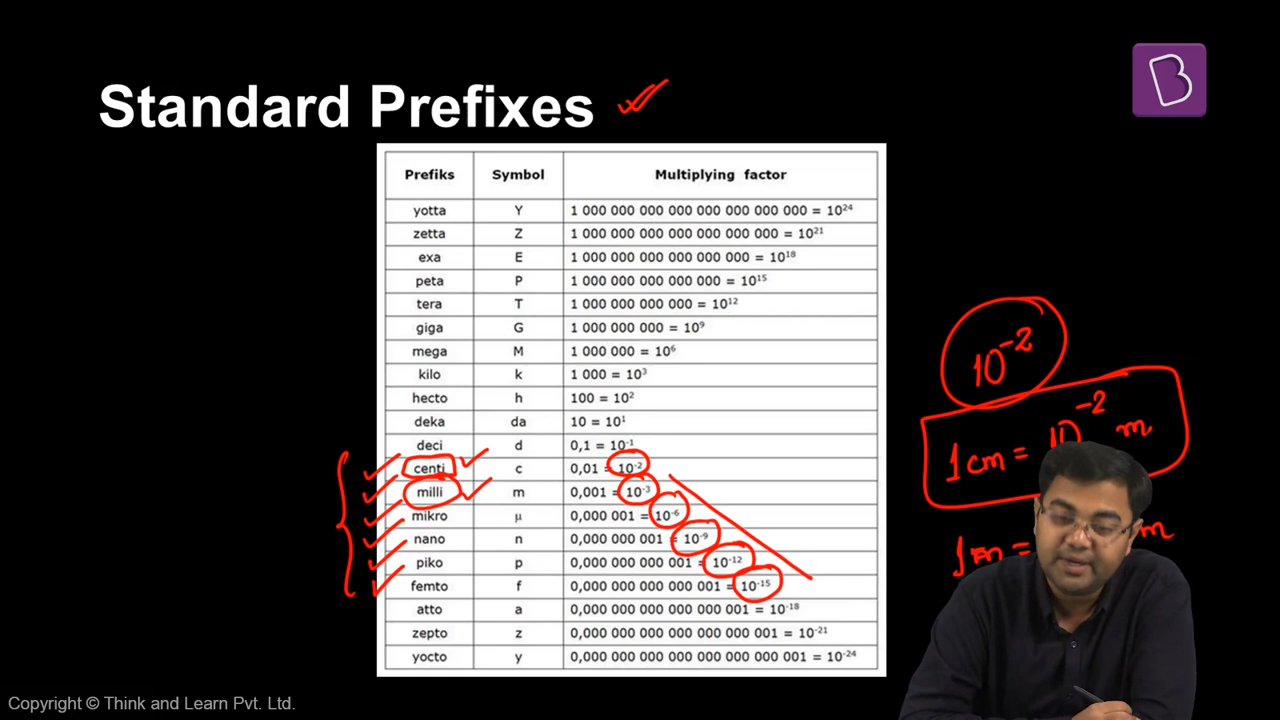 Standard Prefixes
B
Prefiks Symbol Multiplying factor
yotta Y 1 000 000 000 000 000 000 000 000 = 10²⁴
zetta Z 1 000 000 000 000 000 000 000 = 10²¹
exa E 1 000 000 000 000 000 000 = 10¹⁸
peta P 1 000 000 000 000 000 = 10¹⁵
tera T 1 000 000 000 000 = 10¹²
giga G 1 000 000 000 = 10⁹
mega M 1 000 000 = 10⁶
kilo k 1 000 = 10³
hecto h 100 = 10²
deka da 10 = 10¹
deci d 0,1 = 10⁻¹
centi c 0,01 = 10⁻²
milli m 0,001 = 10⁻³
mikro μ 0,000 001 = 10⁻⁶
nano n 0,000 000 001 = 10⁻⁹
piko p 0,000 000 000 001 = 10⁻¹²
femto f 0,000 000 000 000 001 = 10⁻¹⁵
atto a 0,000 000 000 000 000 001 = 10⁻¹⁸
zepto z 0,000 000 000 000 000 000 001 = 10⁻²¹
yocto y 0,000 000 000 000 000 000 000 001 = 10⁻²⁴
10⁻²
1cm = 10⁻² m
= m
Copyright © Think and Learn Pvt. Ltd.